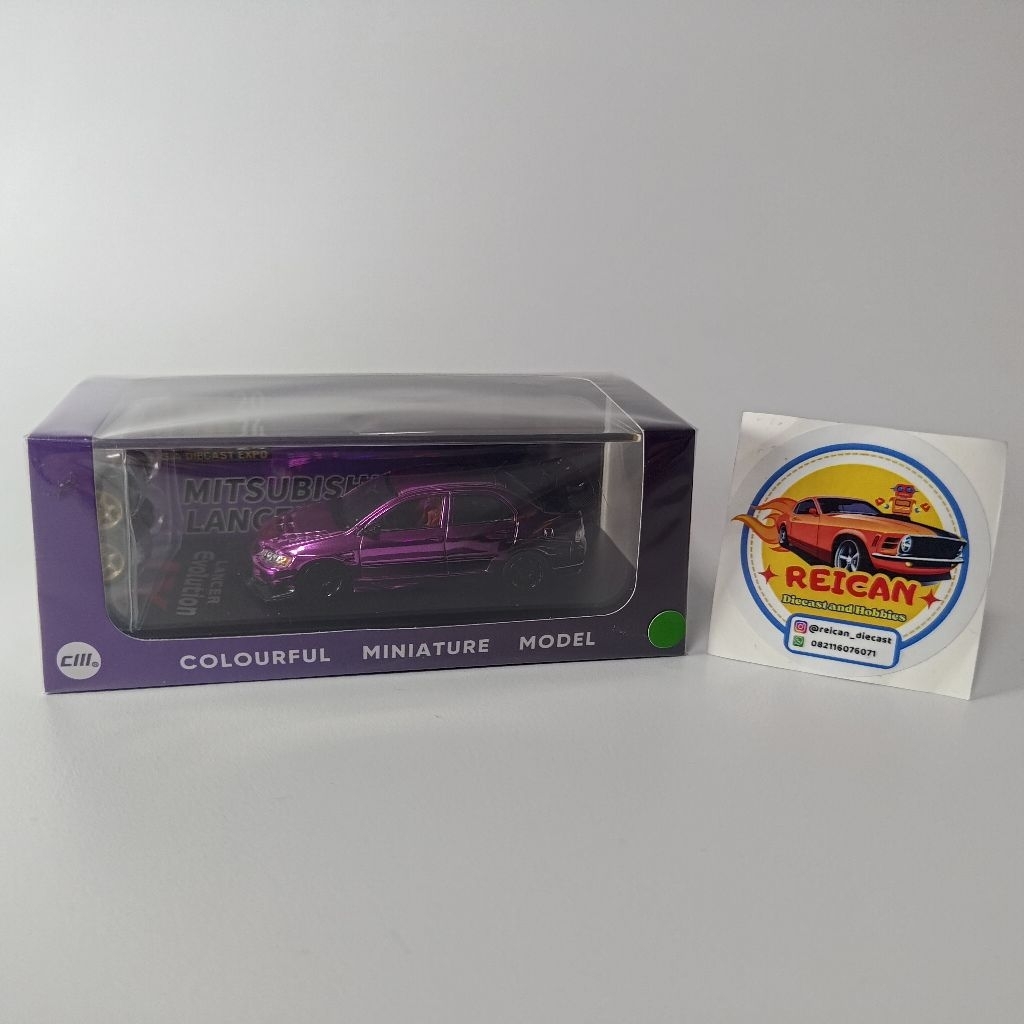 DIECAST EXPO
MITSUBISHI
LANCE
LANCER
Evolution
CM
COLOURFUL MINIATURE MODEL
REICAN
Diecast and Hobbies
@reican_diecast
082116076071